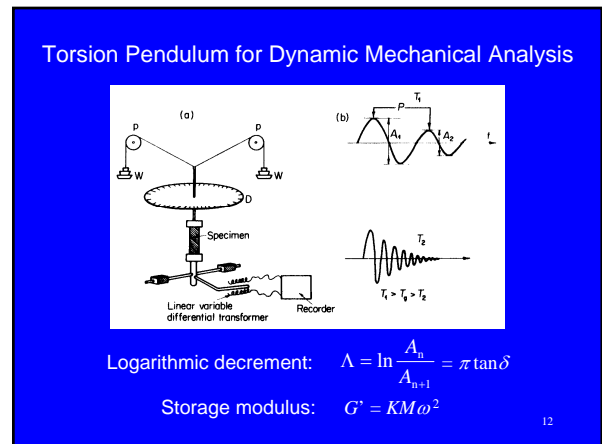 Torsion Pendulum for Dynamic Mechanical Analysis
(a)
P
P
W
W
D
Specimen
Linear variable
differential transformer
Recorder
(b)
T₁
P
A₁
A₂
t
T₂
T₁ > Tg > T₂
Logarithmic decrement: Λ = ln Aₙ/Aₙ₊₁ = π tan δ
Storage modulus: G’ = KMω²
12